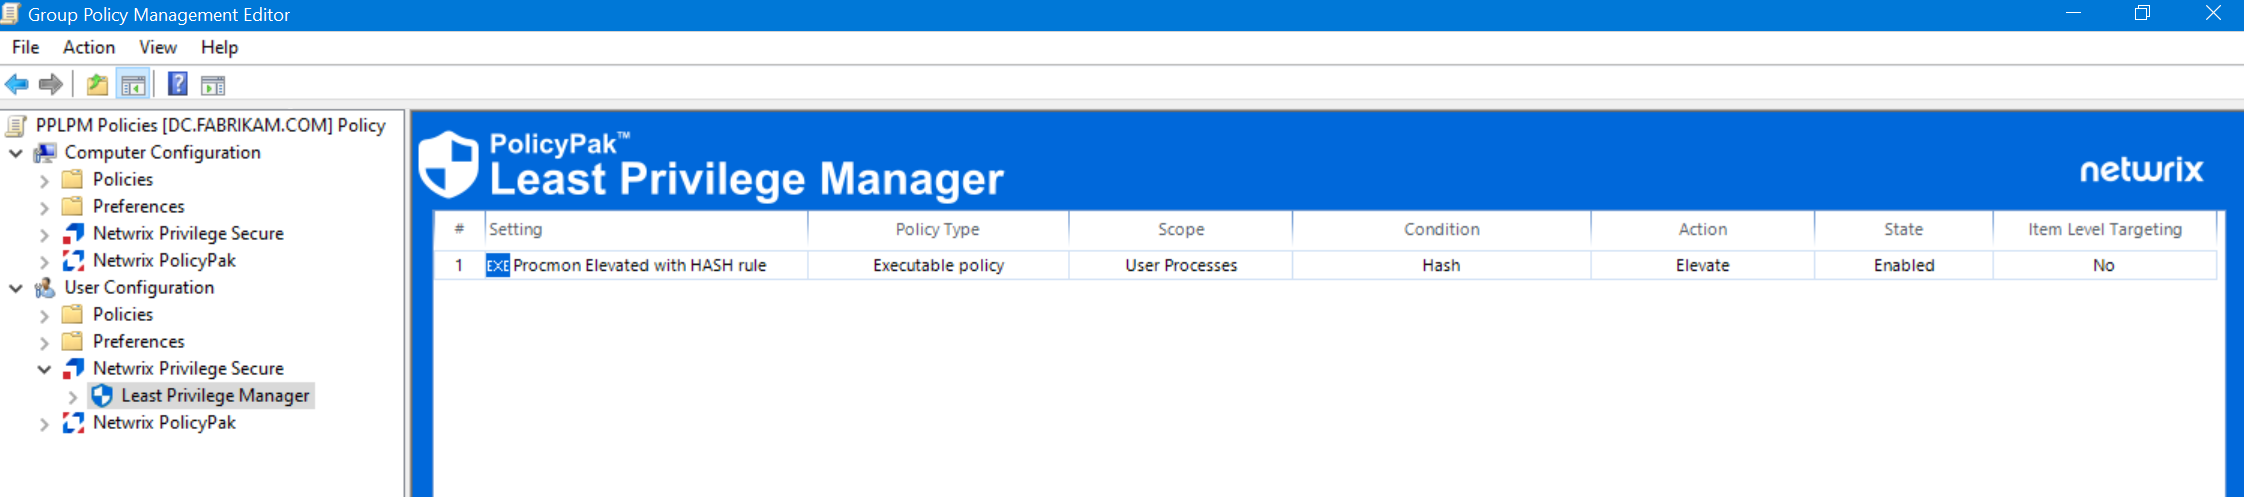 Group Policy Management Editor
File Action View Help
PPLPM Policies [DC.FABRIKAM.COM] Policy
Computer Configuration
Policies
Preferences
Netwrix Privilege Secure
Netwrix PolicyPak
User Configuration
Policies
Preferences
Netwrix Privilege Secure
Least Privilege Manager
Netwrix PolicyPak
PolicyPak™
Least Privilege Manager
netwrix
# Setting Policy Type Scope Condition Action State Item Level Targeting
1 EXE Procmon Elevated with HASH rule Executable policy User Processes Hash Elevate Enabled No